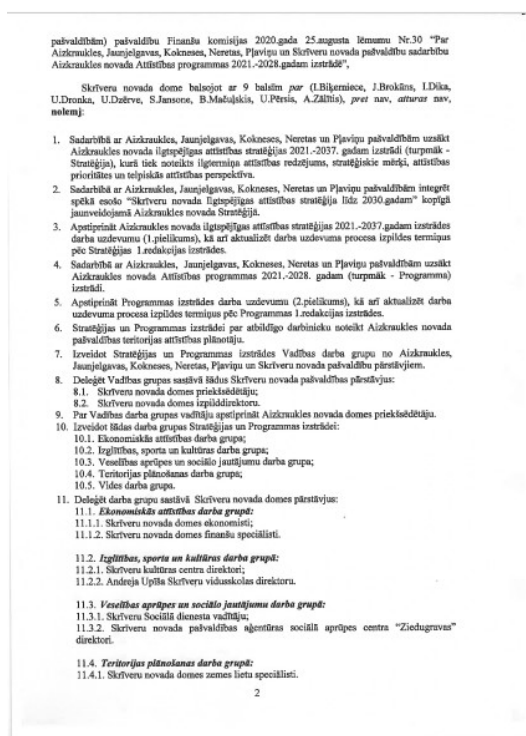 pašvaldībām) pašvaldību Finanšu komisijas 2020.gada 25.augusta lēmumu Nr.30 “Par
Aizkraukles, Jaunjelgavas, Kokneses, Neretas, Pļaviņu un Skrīveru novada pašvaldību sadarbību
Aizkraukles novada Attīstības programmas 2021.-2028.gadam izstrādē”,
Skrīveru novada dome balsojot ar 9 balsīm par (I.Biķerniece, J.Brokāns, I.Dika,
U.Dronka, U.Dzērve, S.Jansone, B.Mačuļskis, U.Pērsis, A.Zālītis), pret nav, atturas nav,
nolemj:
1. Sadarbībā ar Aizkraukles, Jaunjelgavas, Kokneses, Neretas un Pļaviņu pašvaldībām uzsākt
Aizkraukles novada ilgtspējīgas attīstības stratēģijas 2021.-2037. gadam izstrādi (turpmāk -
Stratēģija), kurā tiek noteikts ilgtermiņa attīstības redzējums, stratēģiskie mērķi, attīstības
prioritātes un telpiskās attīstības perspektīva.
2. Sadarbībā ar Aizkraukles, Jaunjelgavas, Kokneses, Neretas un Pļaviņu pašvaldībām integrēt
spēkā esošo “Skrīveru novada Ilgtspējīgas attīstības stratēģija līdz 2030.gadam” kopīgā
jaunveidojamā Aizkraukles novada Stratēģijā.
3. Apstiprināt Aizkraukles novada ilgtspējīgas attīstības stratēģijas 2021.-2037.gadam izstrādes
darba uzdevumu (1.pielikums), kā arī aktualizēt darba uzdevuma procesa izpildes termiņus
pēc Stratēģijas 1.redakcijas izstrādes.
4. Sadarbībā ar Aizkraukles, Jaunjelgavas, Kokneses, Neretas un Pļaviņu pašvaldībām uzsākt
Aizkraukles novada Attīstības programmas 2021.-2028. gadam (turpmāk - Programma)
izstrādi.
5. Apstiprināt Programmas izstrādes darba uzdevumu (2.pielikums), kā arī aktualizēt darba
uzdevuma procesa izpildes termiņus pēc Programmas 1.redakcijas izstrādes.
6. Stratēģijas un Programmas izstrādei par atbildīgo darbinieku noteikt Aizkraukles novada
pašvaldības teritorijas attīstības plānotāju.
7. Izveidot Stratēģijas un Programmas izstrādes Vadības darba grupu no Aizkraukles,
Jaunjelgavas, Kokneses, Neretas, Pļaviņu un Skrīveru novada pašvaldību pārstāvjiem.
8. Deleģēt Vadības grupas sastāvā šādus Skrīveru novada pašvaldības pārstāvjus:
8.1. Skrīveru novada domes priekšsēdētāju;
8.2. Skrīveru novada domes izpilddirektoru.
9. Par Vadības darba grupas vadītāju apstiprināt Aizkraukles novada domes priekšsēdētāju.
10. Izveidot šādas darba grupas Stratēģijas un Programmas izstrādei:
10.1. Ekonomiskās attīstības darba grupa;
10.2. Izglītības, sporta un kultūras darba grupa;
10.3. Veselības aprūpes un sociālo jautājumu darba grupa;
10.4. Teritorijas plānošanas darba grupa;
10.5. Vides darba grupa.
11. Deleģēt darba grupu sastāvā Skrīveru novada domes pārstāvjus:
11.1. Ekonomiskās attīstības darba grupā:
11.1.1. Skrīveru novada domes ekonomisti;
11.1.2. Skrīveru novada domes finanšu speciālisti.
11.2. Izglītības, sporta un kultūras darba grupā:
11.2.1. Skrīveru kultūras centra direktori;
11.2.2. Andreja Upīša Skrīveru vidusskolas direktoru.
11.3. Veselības aprūpes un sociālo jautājumu darba grupā:
11.3.1. Skrīveru Sociālā dienesta vadītāju;
11.3.2. Skrīveru novada pašvaldības aģentūras sociālā aprūpes centra “Ziedugravas”
direktori.
11.4. Teritorijas plānošanas darba grupā:
11.4.1. Skrīveru novada domes zemes lietu speciālisti.
2